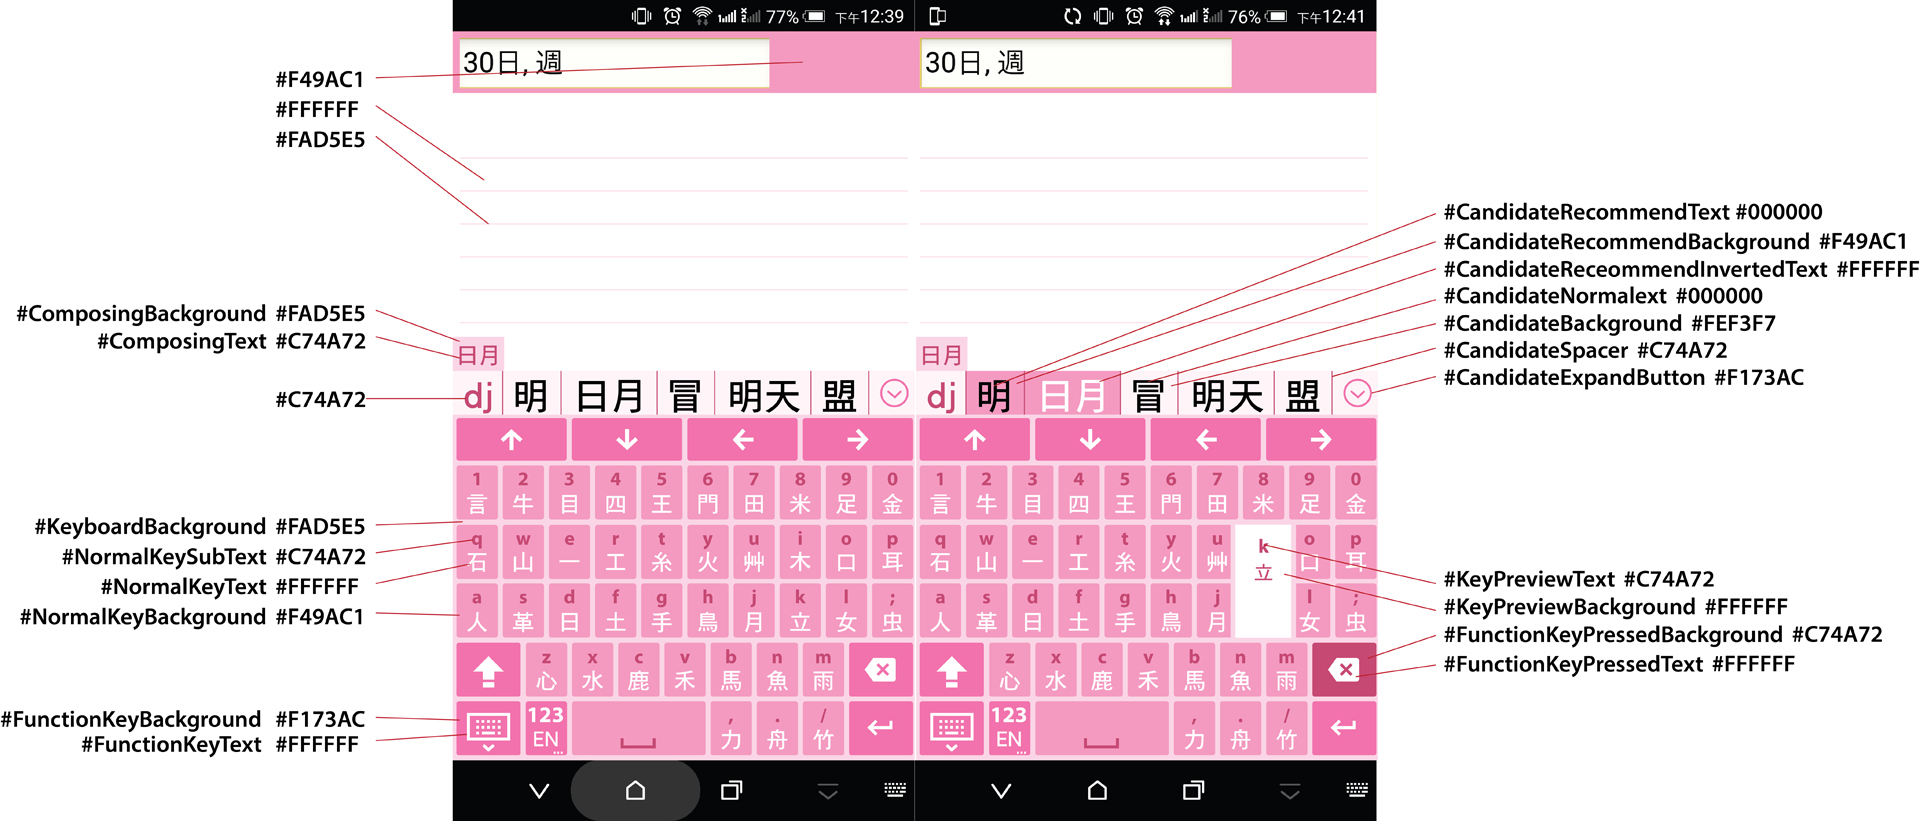 77% 下午12:39
76% 下午12:41
30日, 週
30日, 週
#F49AC1
#FFFFFF
#FAD5E5
#ComposingBackground #FAD5E5
#ComposingText #C74A72
#C74A72
#KeyboardBackground #FAD5E5
#NormalKeySubText #C74A72
#NormalKeyText #FFFFFF
#NormalKeyBackground #F49AC1
#FunctionKeyBackground #F173AC
#FunctionKeyText #FFFFFF
日月
dj 明 日月 冒 明天 盟
1 2 3 4 5 6 7 8 9 0
言 牛 目 四 王 門 田 米 足 金
q w e r t y u i o p
石 山 一 工 糸 火 艸 木 口 耳
a s d f g h j k l ;
人 革 日 土 手 鳥 月 立 女 虫
z x c v b n m
心 水 鹿 禾 馬 魚 雨
123 , . /
EN 力 舟 竹
日月
dj 明 日月 冒 明天 盟
1 2 3 4 5 6 7 8 9 0
言 牛 目 四 王 門 田 米 足 金
q w e r t y u k o p
石 山 一 工 糸 火 艸 立 口 耳
a s d f g h j l ;
人 革 日 土 手 鳥 月 女 虫
z x c v b n m
心 水 鹿 禾 馬 魚 雨
123 , . /
EN 力 舟 竹
#CandidateRecommendText #000000
#CandidateRecommendBackground #F49AC1
#CandidateReceommendInvertedText #FFFFFF
#CandidateNormalext #000000
#CandidateBackground #FEF3F7
#CandidateSpacer #C74A72
#CandidateExpandButton #F173AC
#KeyPreviewText #C74A72
#KeyPreviewBackground #FFFFFF
#FunctionKeyPressedBackground #C74A72
#FunctionKeyPressedText #FFFFFF